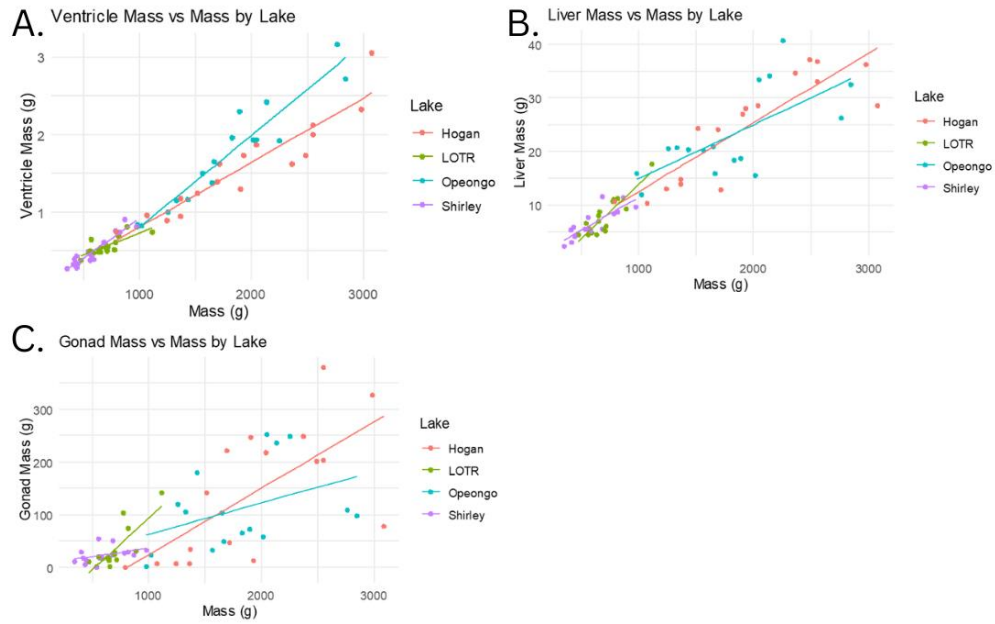 A.
Ventricle Mass vs Mass by Lake
Ventricle Mass (g)
3
2
1
1000 2000 3000
Mass (g)
Lake
Hogan
LOTR
Opeongo
Shirley
B.
Liver Mass vs Mass by Lake
Liver Mass (g)
40
30
20
10
1000 2000 3000
Mass (g)
Lake
Hogan
LOTR
Opeongo
Shirley
C.
Gonad Mass vs Mass by Lake
Gonad Mass (g)
300
200
100
0
1000 2000 3000
Mass (g)
Lake
Hogan
LOTR
Opeongo
Shirley